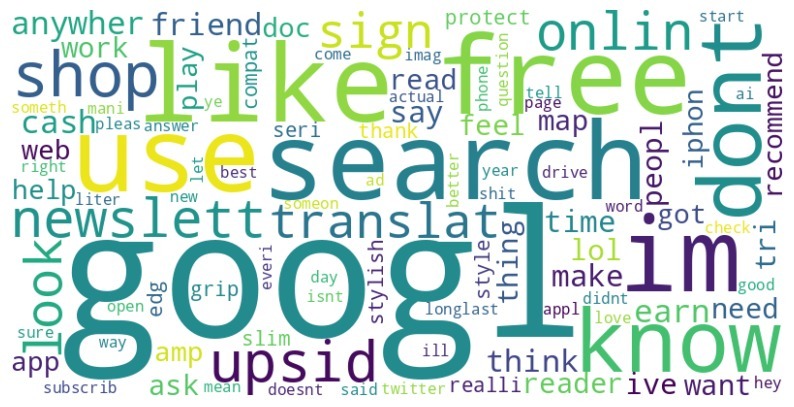 anywher friend doc sign protect start
work like free onlin dont
shop play compat come imag read phone question
someth mani ye actual say tell page ai
cash pleas answer seri thank feel map peopl iphon recommend
web right use let best search better year drive
help liter new ad someon shit word got
newslett translat time im check tri
look googl everi grip day isnt stylish style thing lol make good
edg open longlast appl didnt love earn need
sure way slim ill know
app amp upsid think
subscrib ask mean doesnt said twitter realli reader ive want hey